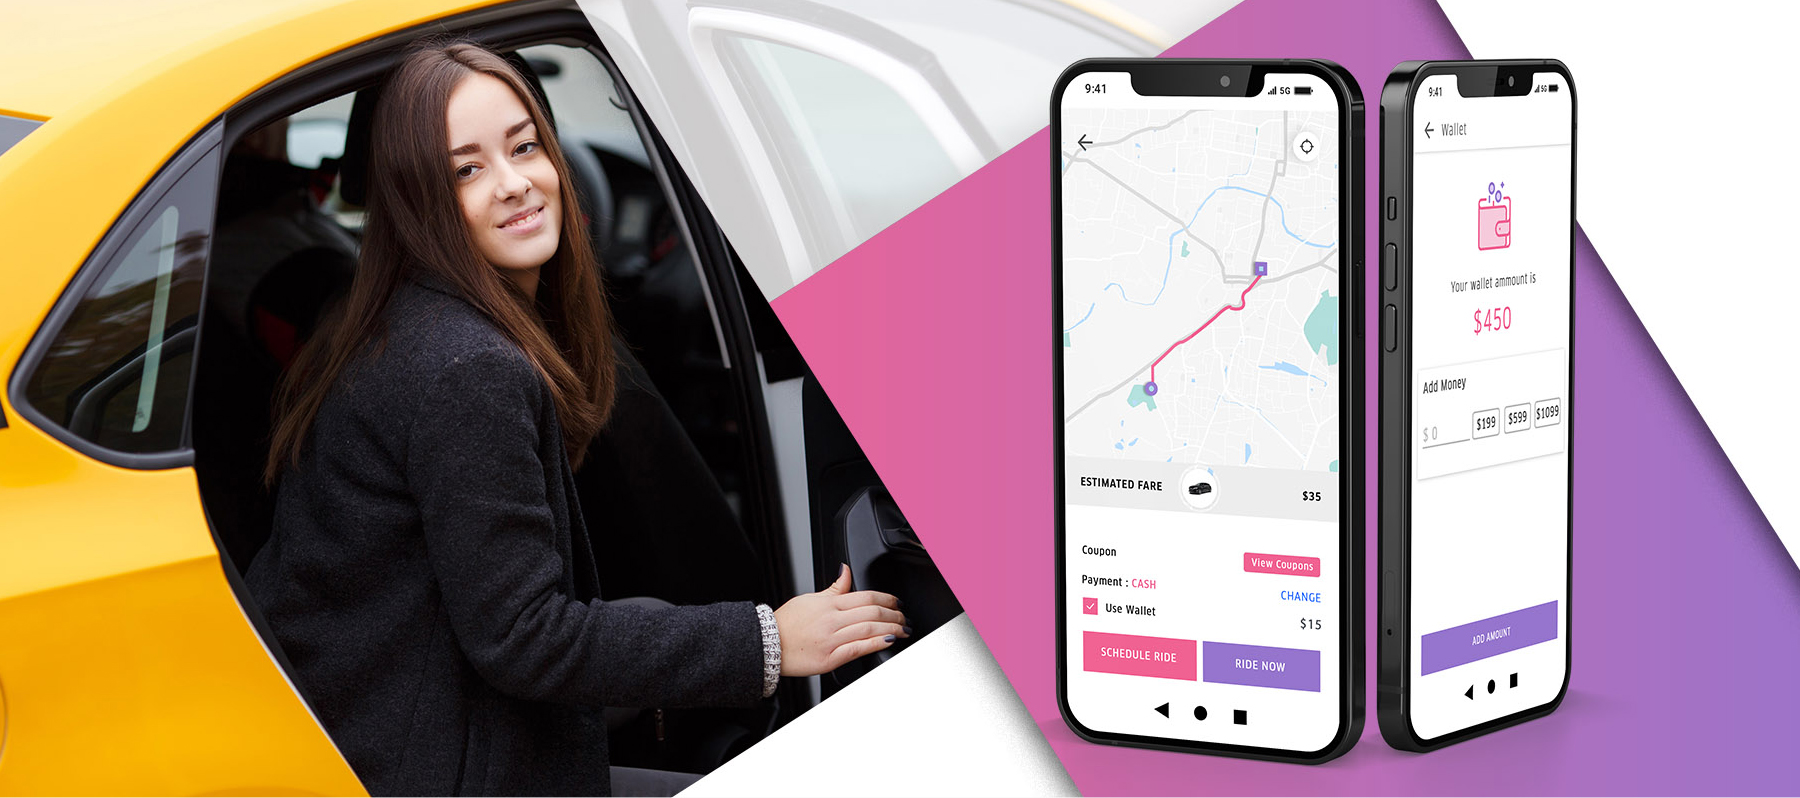 9:41
5G
ESTIMATED FARE
$35
Coupon
View Coupons
Payment : CASH
CHANGE
Use Wallet
$15
SCHEDULE RIDE
RIDE NOW
9:41
5G
Wallet
Your wallet ammount is
$450
Add Money
$ 0
$199
$599
$1099
ADD AMOUNT